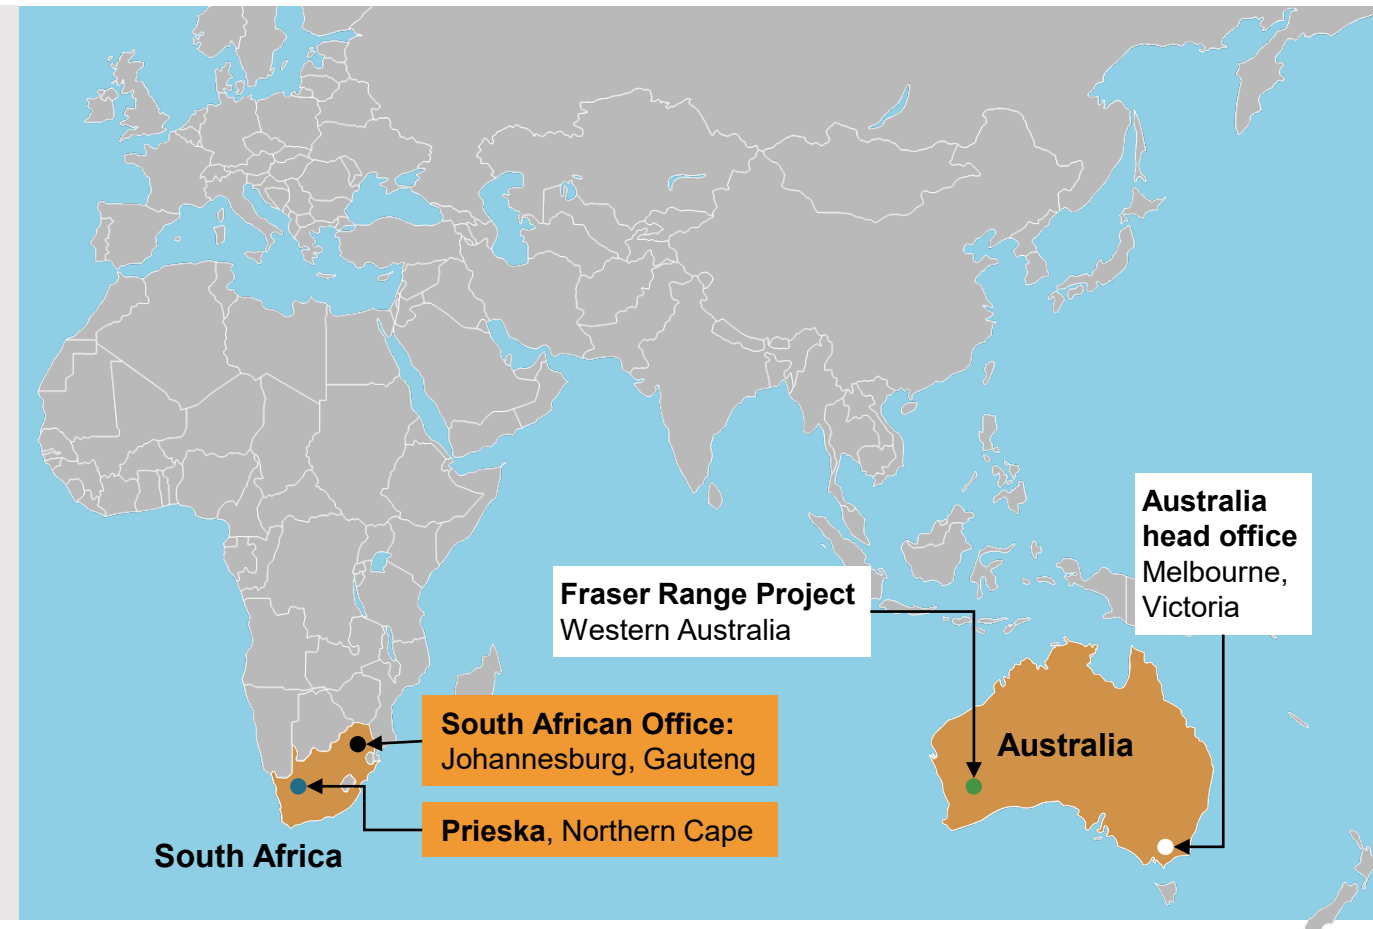 Australia
head office
Melbourne,
Victoria
Fraser Range Project
Western Australia
South African Office:
Johannesburg, Gauteng
Australia
Prieska, Northern Cape
South Africa